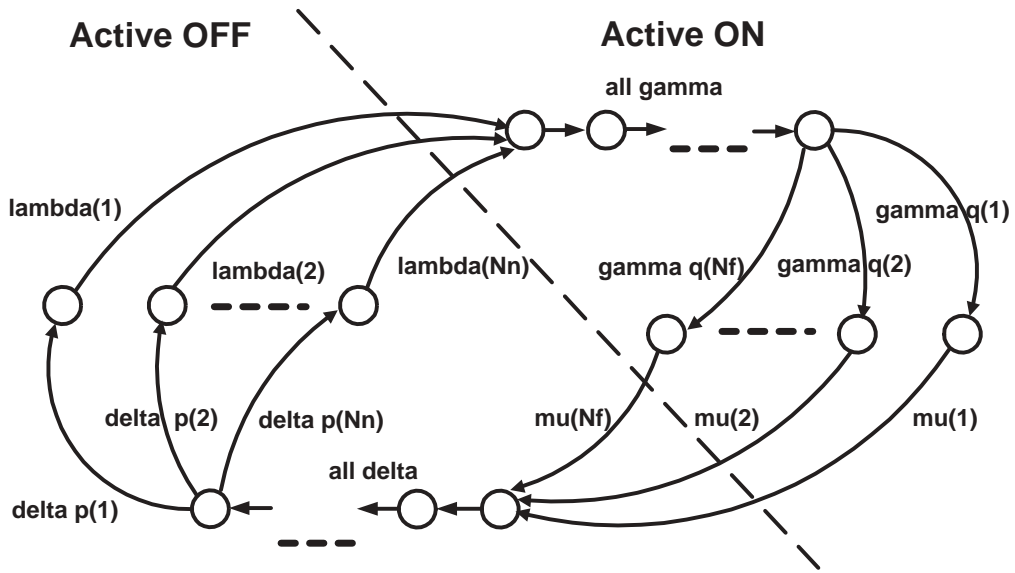 Active OFF
Active ON
all gamma
lambda(1)
gamma q(1)
lambda(2)
lambda(Nn)
gamma q(Nf)
gamma q(2)
delta p(2)
delta p(Nn)
mu(Nf)
mu(2)
mu(1)
all delta
delta p(1)